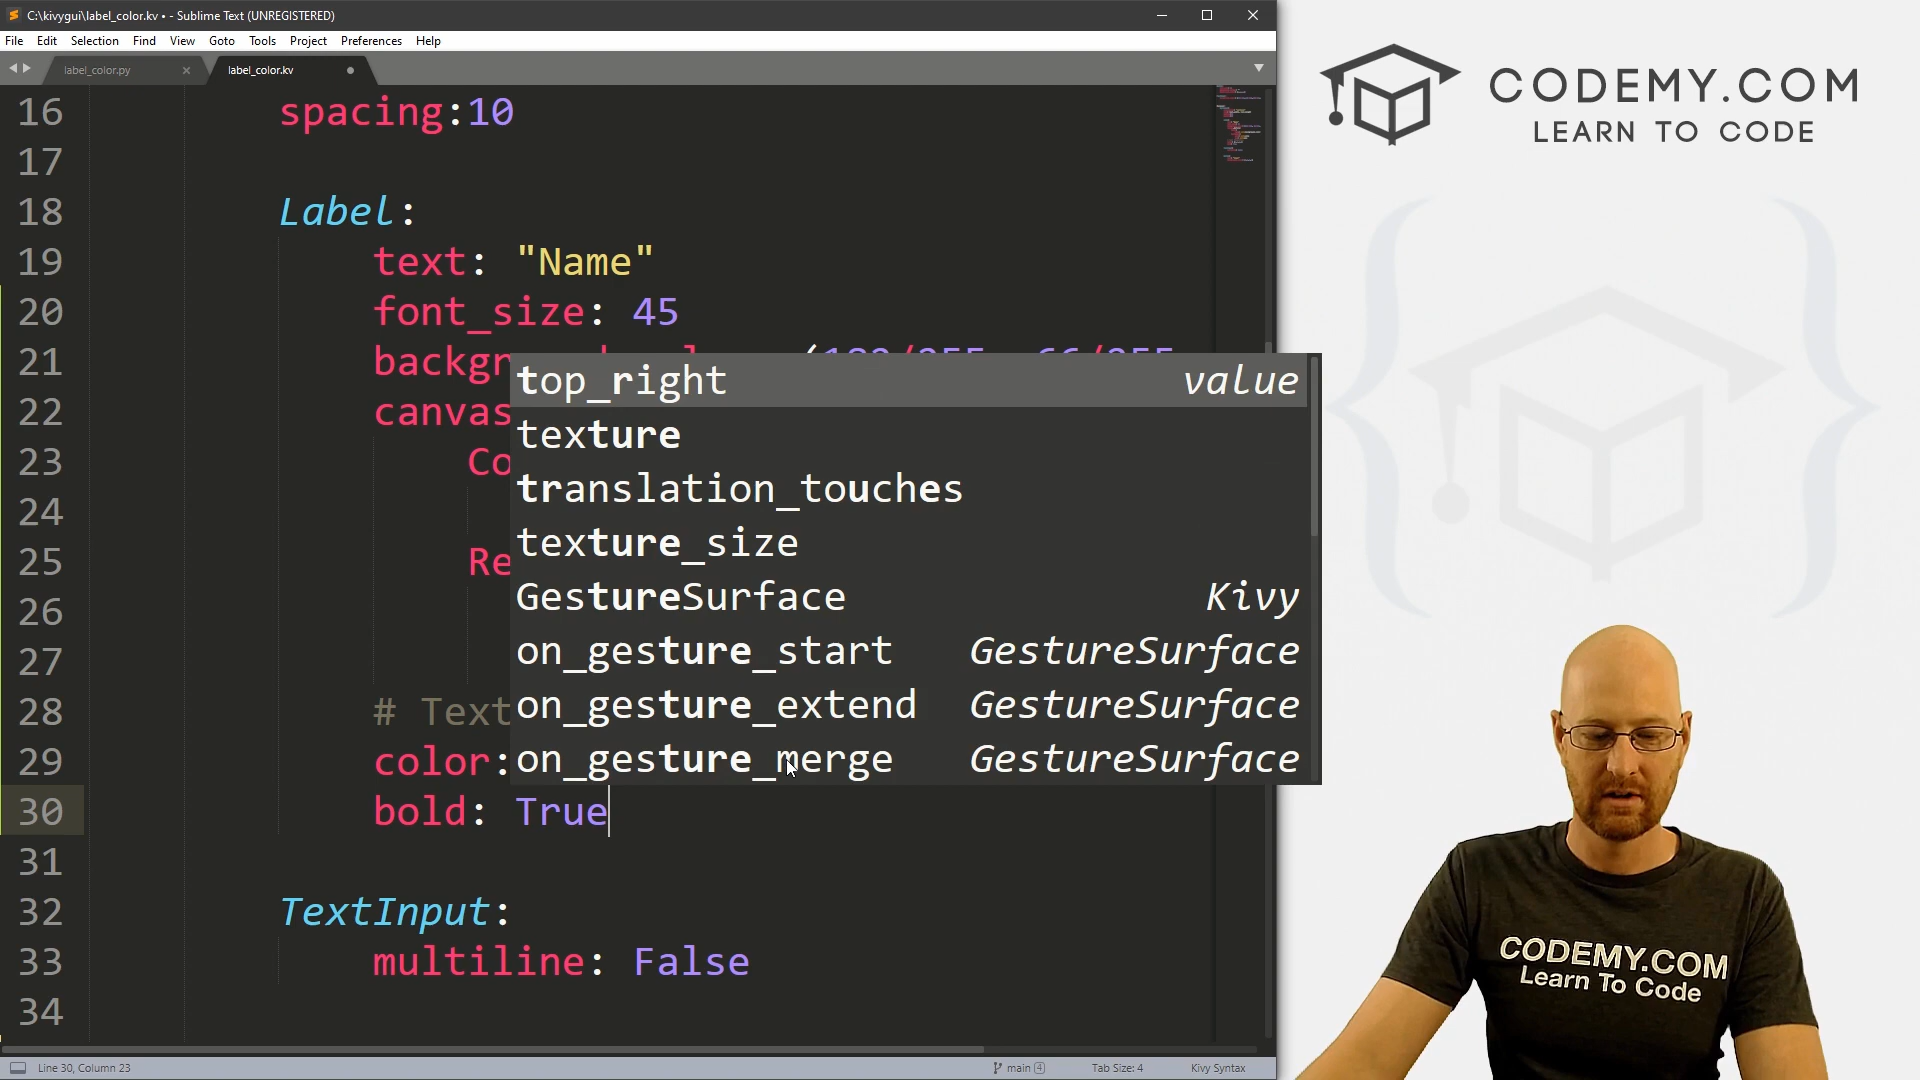 C:\kivygui\label_color.kv • - Sublime Text (UNREGISTERED)
File Edit Selection Find View Goto Tools Project Preferences Help
label_color.py
label_color.kv
16 spacing:10
17
18 Label:
19 text: "Name"
20 font_size: 45
21 backgr
22 canvas
23 Co
24
25 Re
26
27
28 # Text
29 color:
30 bold: True
31
32 TextInput:
33 multiline: False
34
top_right value
texture
translation_touches
texture_size
GestureSurface Kivy
on_gesture_start GestureSurface
on_gesture_extend GestureSurface
on_gesture_merge GestureSurface
Line 30, Column 23
main 4
Tab Size: 4
Kivy Syntax
CODEMY.COM
LEARN TO CODE
CODEMY.COM
Learn To Code